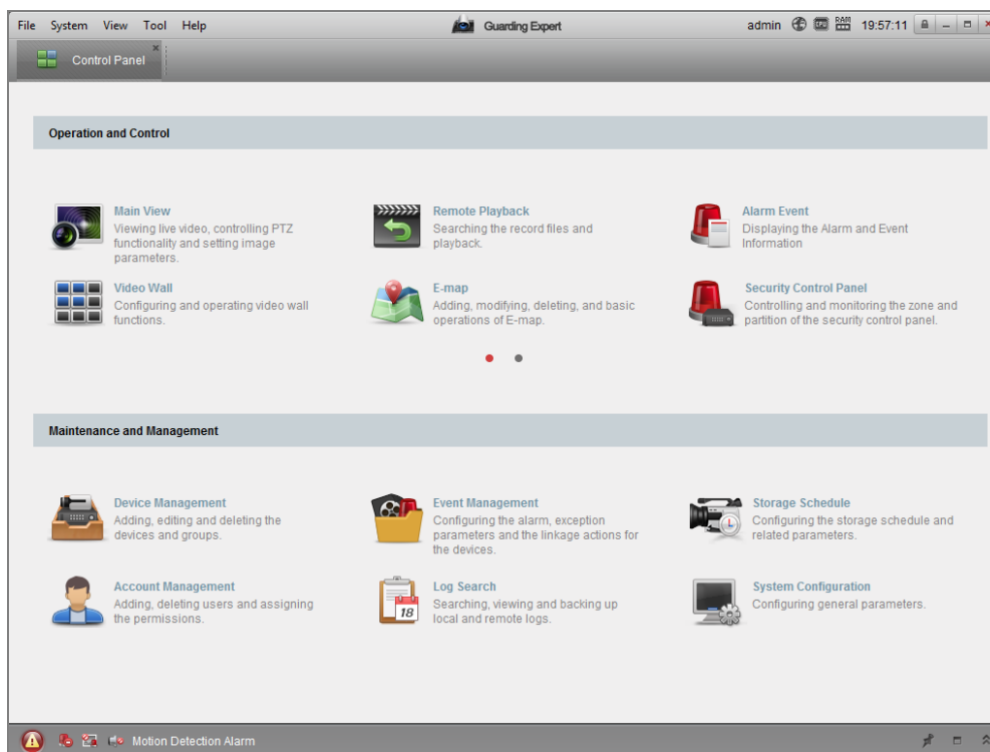 File System View Tool Help
Guarding Expert
admin RAM 19:57:11
Control Panel
Operation and Control
Main View
Viewing live video, controlling PTZ
functionality and setting image
parameters.
Remote Playback
Searching the record files and
playback.
Alarm Event
Displaying the Alarm and Event
Information
Video Wall
Configuring and operating video wall
functions.
E-map
Adding, modifying, deleting, and basic
operations of E-map.
Security Control Panel
Controlling and monitoring the zone and
partition of the security control panel.
Maintenance and Management
Device Management
Adding, editing and deleting the
devices and groups.
Event Management
Configuring the alarm, exception
parameters and the linkage actions for
the devices.
Storage Schedule
Configuring the storage schedule and
related parameters.
Account Management
Adding, deleting users and assigning
the permissions.
18
Log Search
Searching, viewing and backing up
local and remote logs.
System Configuration
Configuring general parameters.
Motion Detection Alarm